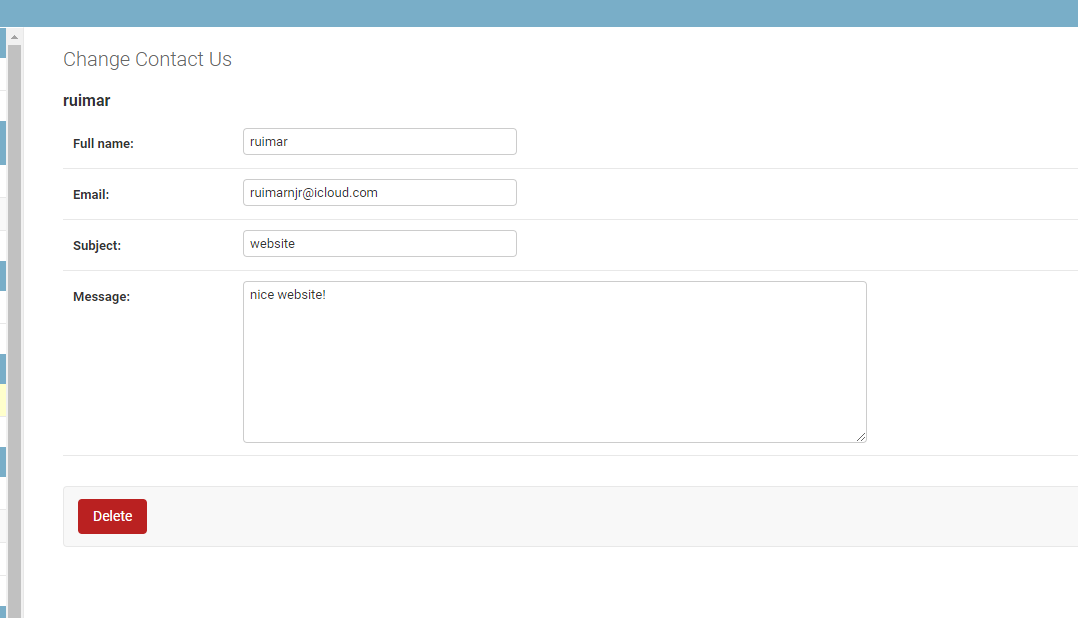 Change Contact Us
ruimar
Full name: ruimar
Email: ruimarnjr@icloud.com
Subject: website
Message: nice website!
Delete